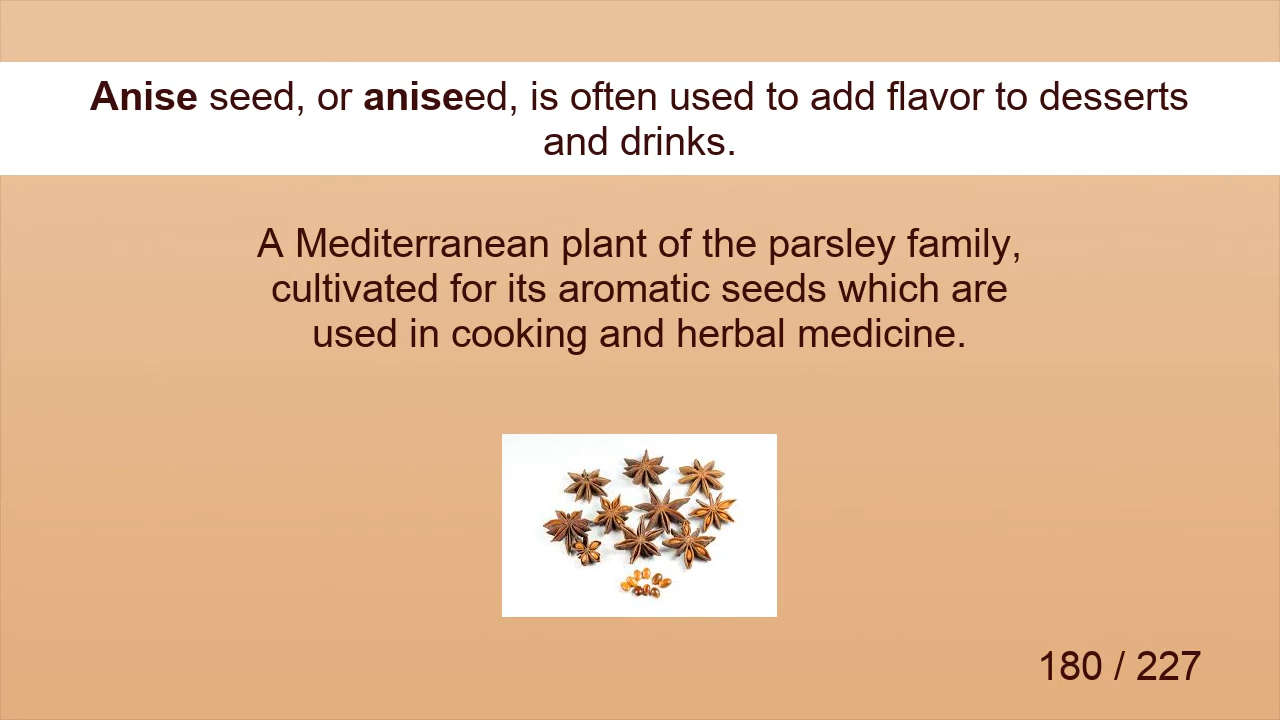 Anise seed, or aniseed, is often used to add flavor to desserts
and drinks.
A Mediterranean plant of the parsley family,
cultivated for its aromatic seeds which are
used in cooking and herbal medicine.
180 / 227